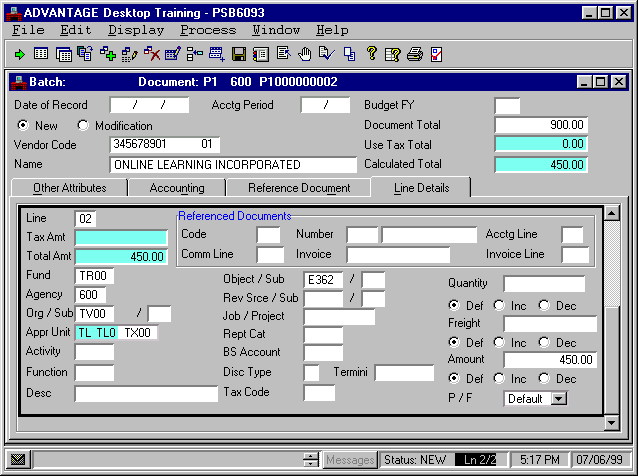 ADVANTAGE Desktop Training - PSB6093
File Edit Display Process Window Help
Batch: Document: P1 600 P1000000002
Date of Record / / Acctg Period / Budget FY
New Modification Document Total 900.00
Vendor Code 345678901 01 Use Tax Total 0.00
Name ONLINE LEARNING INCORPORATED Calculated Total 450.00
Other Attributes Accounting Reference Document Line Details
Line 02 Referenced Documents
Tax Amt Code Number Acctg Line
Total Amt 450.00 Comm Line Invoice Invoice Line
Fund TR00 Object / Sub E362 / Quantity
Agency 600 Rev Srce / Sub / Def Inc Dec
Org / Sub TV00 / Job / Project Freight
Appr Unit TL TL0 TX00 Rept Cat Def Inc Dec
Activity BS Account Amount 450.00
Function Disc Type Termini Def Inc Dec
Desc Tax Code P / F Default
Messages Status: NEW Ln 2/2 5:17 PM 07/06/99